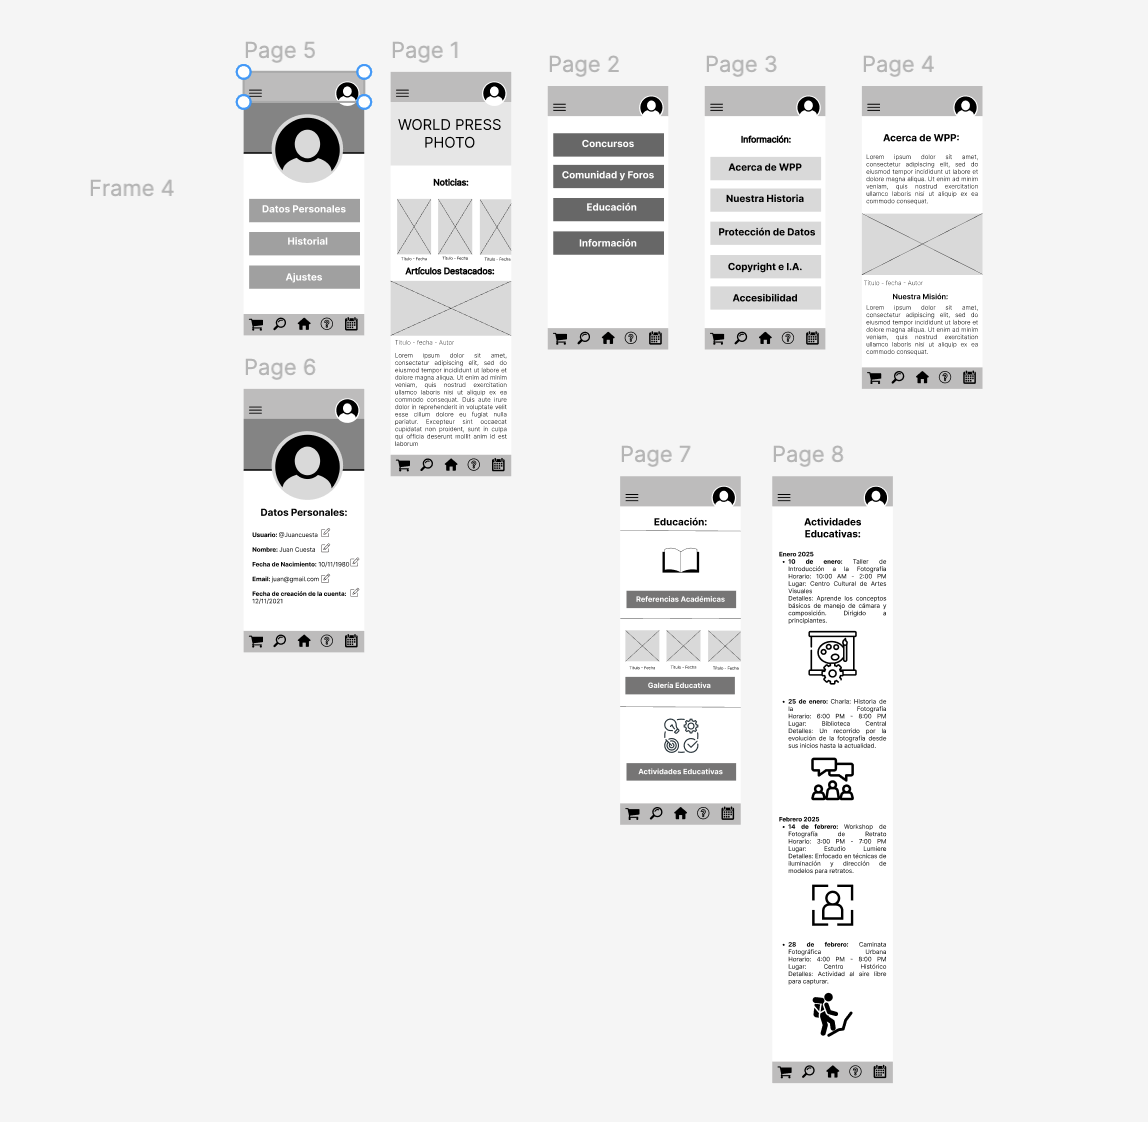 Frame 4
Page 5
Datos Personales
Historial
Ajustes
Page 1
WORLD PRESS
PHOTO
Noticias:
Título - Fecha
Título - Fecha
Título - Fecha
Artículos Destacados:
Título - fecha - Autor
Lorem ipsum dolor sit amet,
consectetur adipiscing elit, sed do
eiusmod tempor incididunt ut labore et
dolore magna aliqua. Ut enim ad minim
veniam, quis nostrud exercitation
ullamco laboris nisi ut aliquip ex ea
commodo consequat. Duis aute irure
dolor in reprehenderit in voluptate velit
esse cillum dolore eu fugiat nulla
pariatur. Excepteur sint occaecat
cupidatat non proident, sunt in culpa
qui officia deserunt mollit anim id est
laborum
Page 2
Concursos
Comunidad y Foros
Educación
Información
Page 3
Información:
Acerca de WPP
Nuestra Historia
Protección de Datos
Copyright e I.A.
Accesibilidad
Page 4
Acerca de WPP:
Lorem ipsum dolor sit amet,
consectetur adipiscing elit, sed do
eiusmod tempor incididunt ut labore et
dolore magna aliqua. Ut enim ad minim
veniam, quis nostrud exercitation
ullamco laboris nisi ut aliquip ex ea
commodo consequat.
Título - fecha - Autor
Nuestra Misión:
Lorem ipsum dolor sit amet,
consectetur adipiscing elit, sed do
eiusmod tempor incididunt ut labore et
dolore magna aliqua. Ut enim ad minim
veniam, quis nostrud exercitation
ullamco laboris nisi ut aliquip ex ea
commodo consequat.
Page 6
Datos Personales:
Usuario: @Juancuesta
Nombre: Juan Cuesta
Fecha de Nacimiento: 10/11/1980
Email: juan@gmail.com
Fecha de creación de la cuenta:
12/11/2021
Page 7
Educación:
Referencias Académicas
Título - Fecha
Título - Fecha
Título - Fecha
Galería Educativa
Actividades Educativas
Page 8
Actividades
Educativas:
Enero 2025
• 10 de enero: Taller de
Introducción a la Fotografía
Horario: 10:00 AM - 2:00 PM
Lugar: Centro Cultural de Artes
Visuales
Detalles: Aprende los conceptos
básicos de manejo de cámara y
composición. Dirigido a
principiantes.
• 25 de enero: Charla: Historia de
la Fotografía
Horario: 6:00 PM - 8:00 PM
Lugar: Biblioteca Central
Detalles: Un recorrido por la
evolución de la fotografía desde
sus inicios hasta la actualidad.
Febrero 2025
• 14 de febrero: Workshop de
Fotografía de Retrato
Horario: 3:00 PM - 7:00 PM
Lugar: Estudio Lumiere
Detalles: Enfocado en técnicas de
iluminación y dirección de
modelos para retratos.
• 28 de febrero: Caminata
Fotográfica Urbana
Horario: 4:00 PM - 8:00 PM
Lugar: Centro Histórico
Detalles: Actividad al aire libre
para capturar.